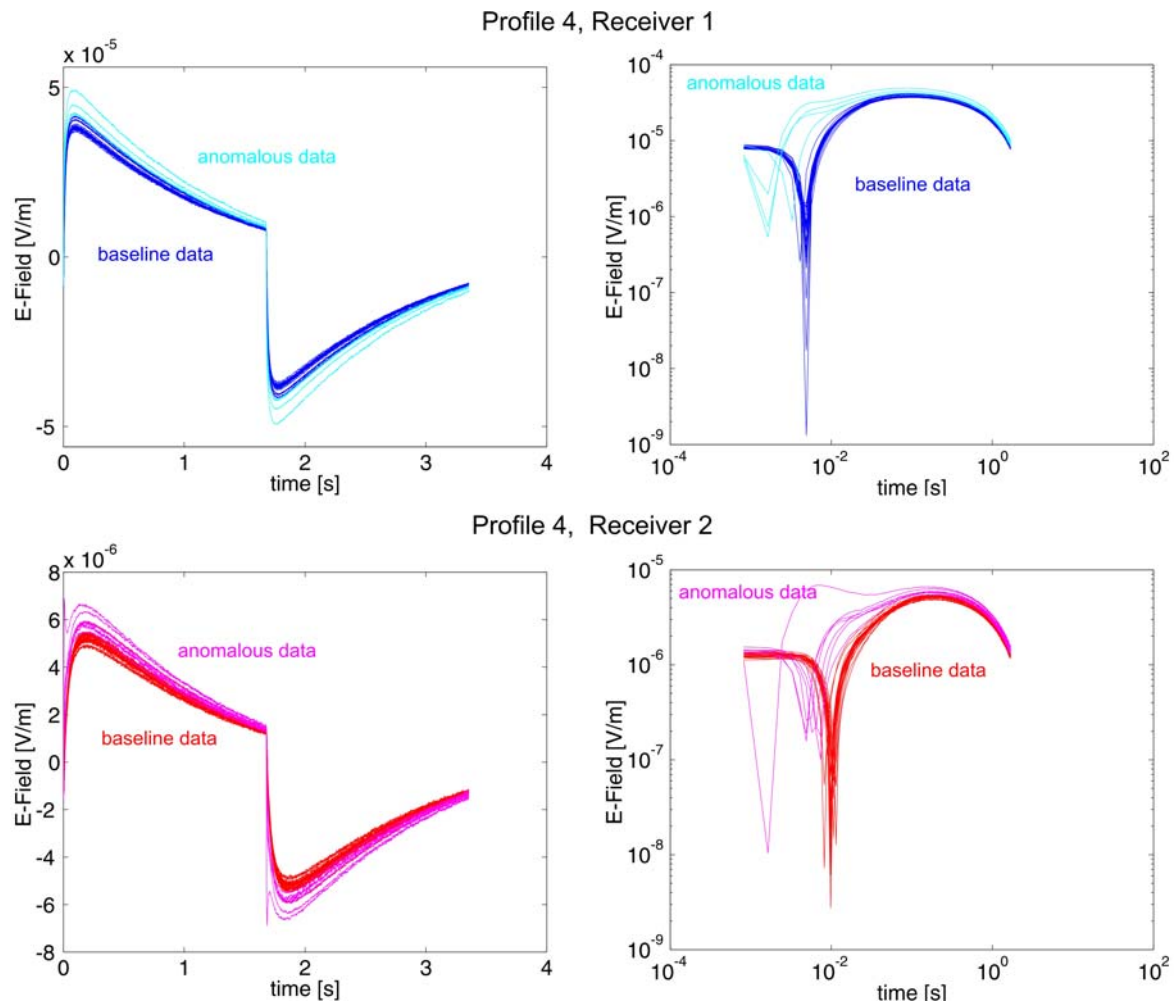 Profile 4, Receiver 1
x 10⁻⁵
5
0
-5
E-Field [V/m]
anomalous data
baseline data
0 1 2 3 4
time [s]
10⁻⁴
10⁻⁵
10⁻⁶
10⁻⁷
10⁻⁸
10⁻⁹
E-Field [V/m]
anomalous data
baseline data
10⁻⁴ 10⁻² 10⁰ 10²
time [s]
Profile 4, Receiver 2
x 10⁻⁶
8
6
4
2
0
-2
-4
-6
-8
E-Field [V/m]
anomalous data
baseline data
0 1 2 3 4
time [s]
10⁻⁵
10⁻⁶
10⁻⁷
10⁻⁸
10⁻⁹
E-Field [V/m]
anomalous data
baseline data
10⁻⁴ 10⁻² 10⁰ 10²
time [s]